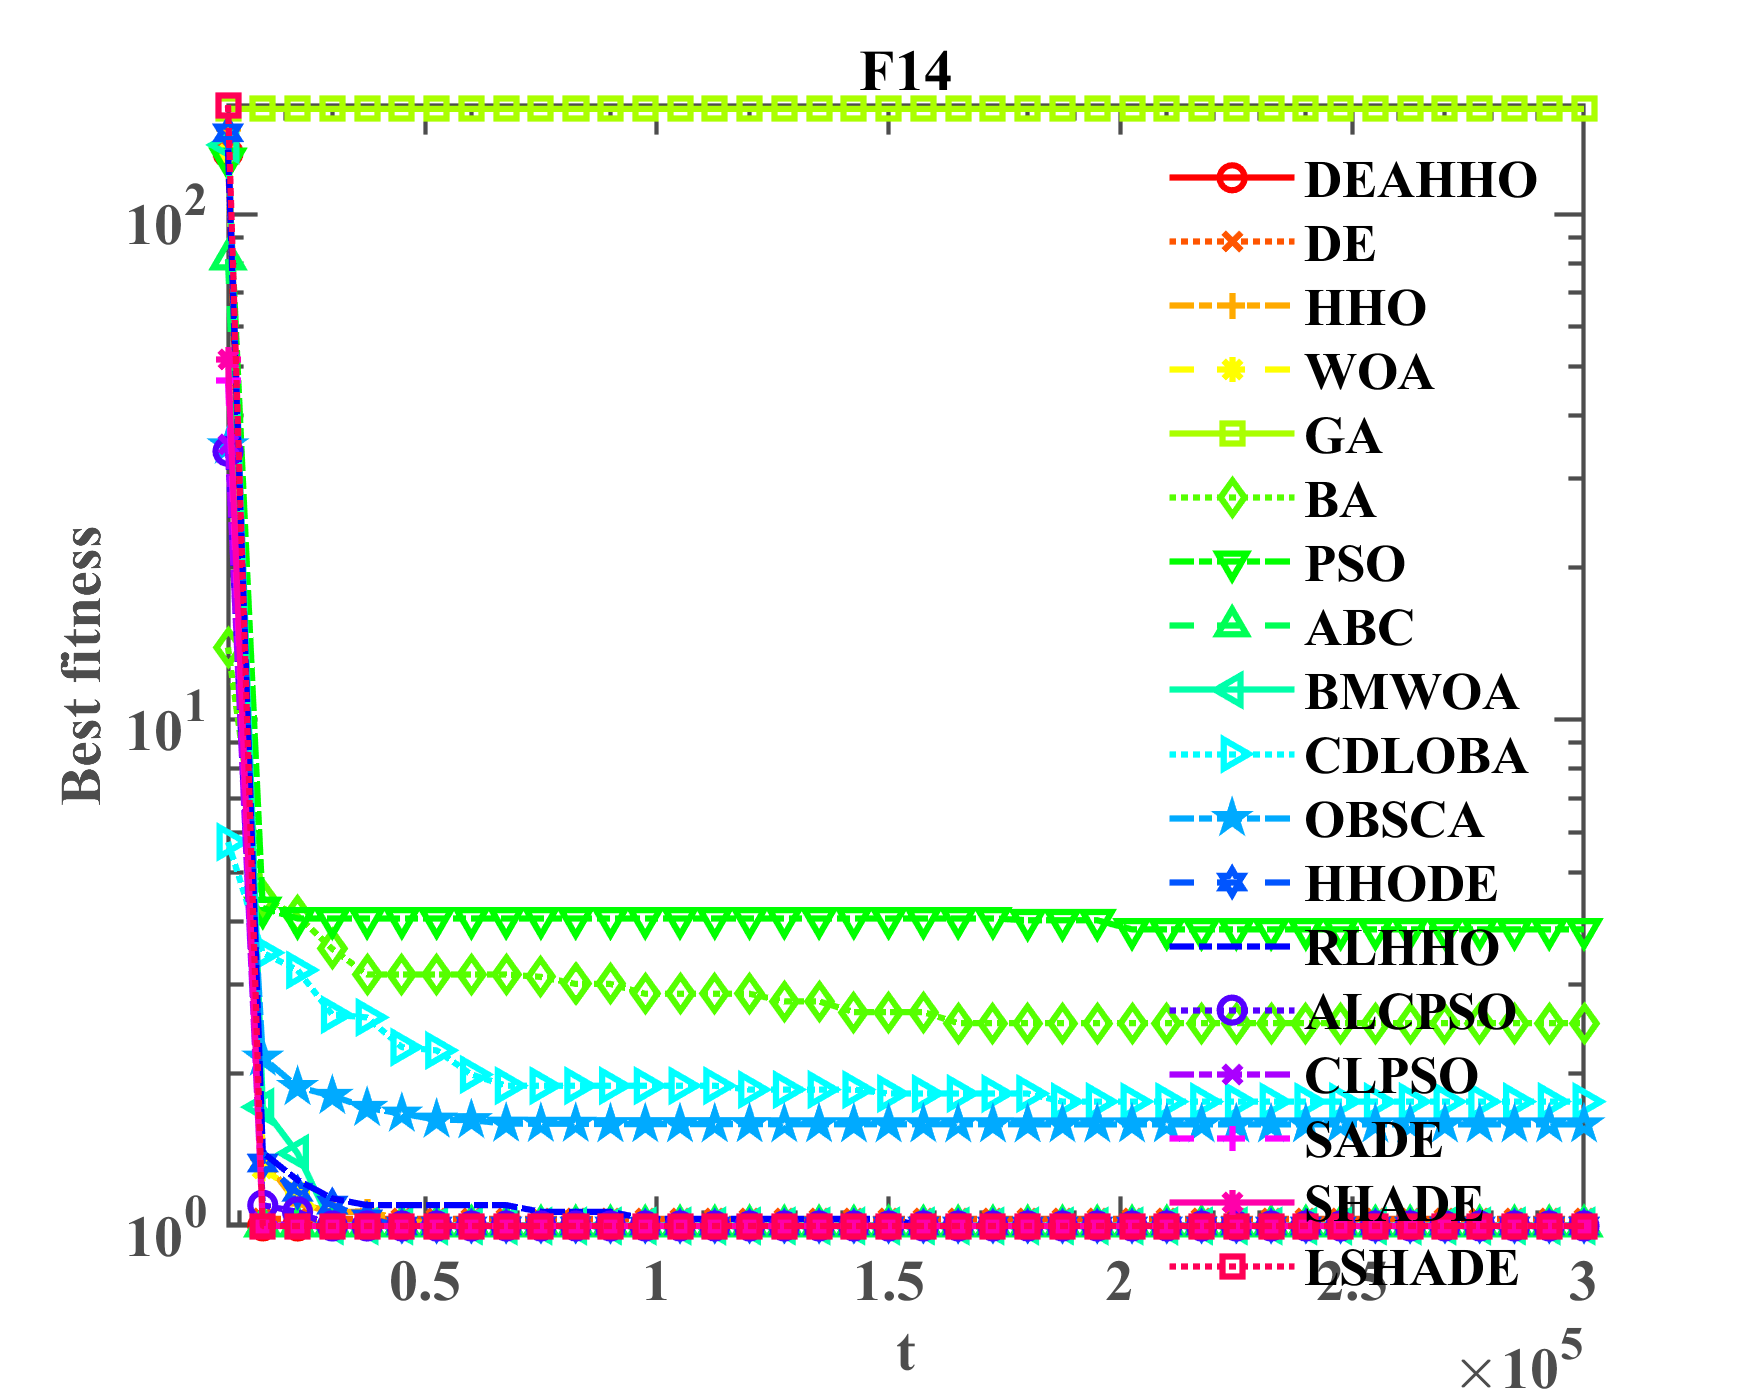 F14
10^2
10^1
10^0
Best fitness
DEAHHO
DE
HHO
WOA
GA
BA
PSO
ABC
BMWOA
CDLOBA
OBSCA
HHODE
RLHHO
ALCPSO
CLPSO
SADE
SHADE
LSHADE
0.5 1 1.5 2 2.5 3
t
×10^5